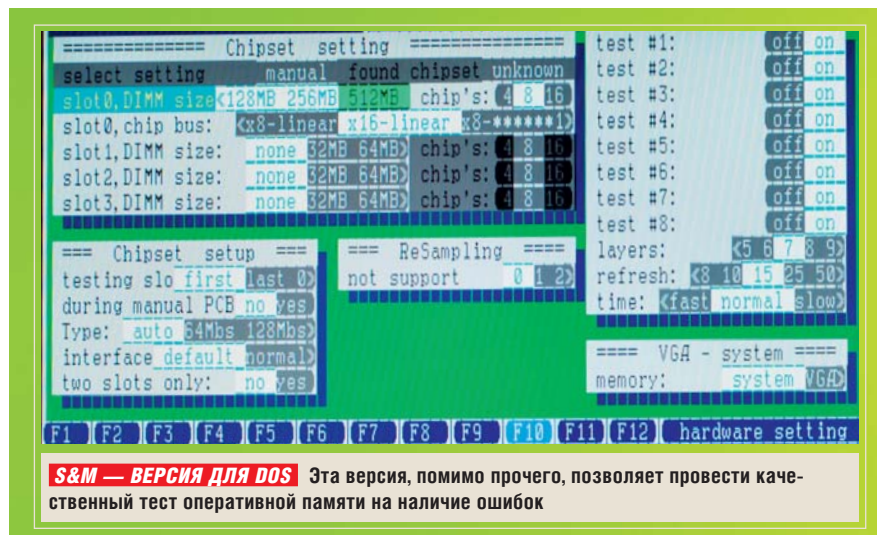 ============== Chipset setting ===============
select setting manual found chipset unknown
slot0,DIMM size<128MB 256MB 512MB chip's:(4 8 16)
slot0,chip bus: <x8-linear x16-linear x8-******1>
slot1,DIMM size: none 32MB 64MB> chip's:(4 8 16)
slot2,DIMM size: none 32MB 64MB> chip's:(4 8 16)
slot3,DIMM size: none 32MB 64MB> chip's:(4 8 16)
test #1: (off on
test #2: (off on
test #3: (off on
test #4: (off on
test #5: (off on
test #6: (off on
test #7: (off on
test #8: (off on
layers: <5 6 7 8 9>
refresh: <8 10 15 25 50>
time: <fast normal slow>
=== Chipset setup ===
testing slo first last 0>
during manual PCB no yes)
Type: auto 64Mbs 128Mbs>
interface default normal>
two slots only: no yes)
=== ReSampling ====
not support 0 1 2>
==== VGA - system ====
memory: system VGA>
F1 )(F2 )(F3 )(F4 )(F5 )(F6 )(F7 )(F8 )(F9 )(F10 )(F11 )(F12 )( hardware setting
S&M — ВЕРСИЯ ДЛЯ DOS Эта версия, помимо прочего, позволяет провести каче-
ственный тест оперативной памяти на наличие ошибок